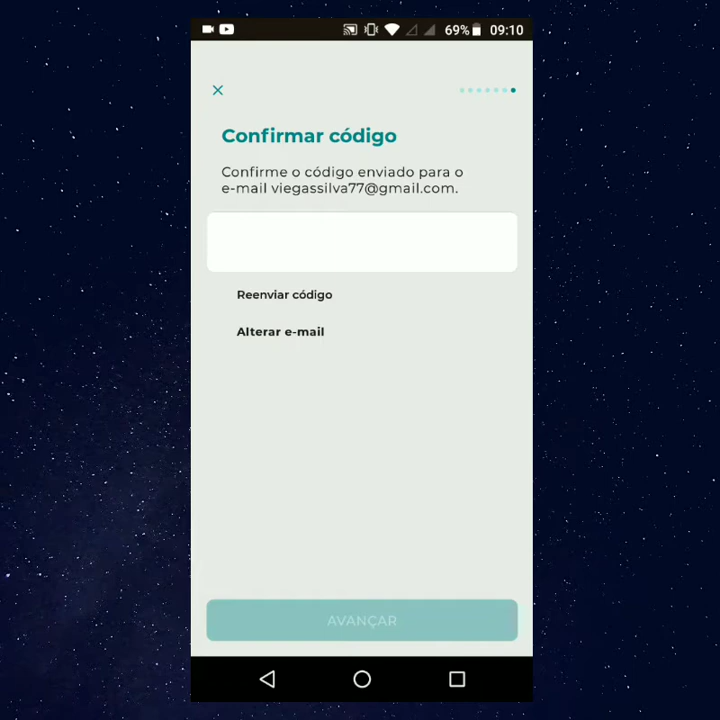 69% 09:10
Confirmar código
Confirme o código enviado para o
e-mail viegassilva77@gmail.com.
Reenviar código
Alterar e-mail
AVANÇAR